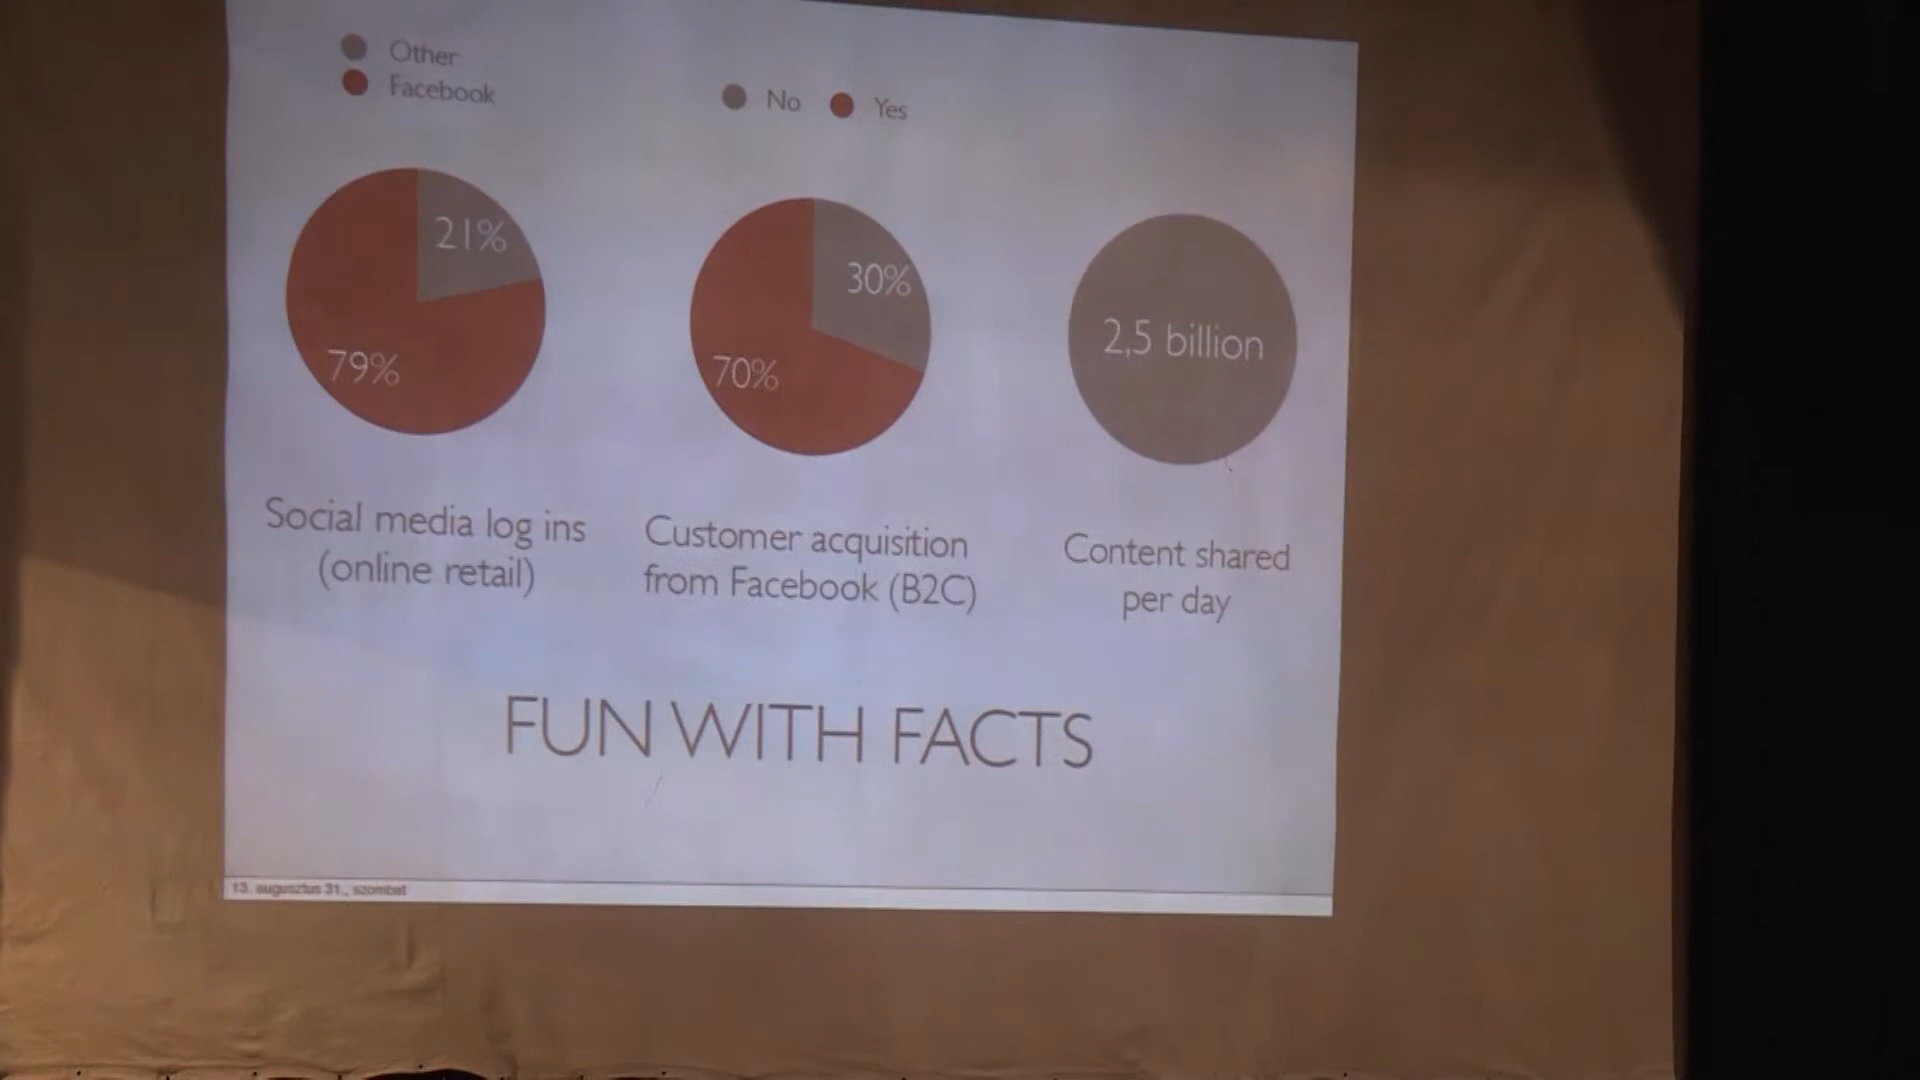 Other
Facebook
No
Yes
21%
79%
30%
70%
2,5 billion
Social media log ins
(online retail)
Customer acquisition
from Facebook (B2C)
Content shared
per day
FUN WITH FACTS
13. augusztus 31., szombat